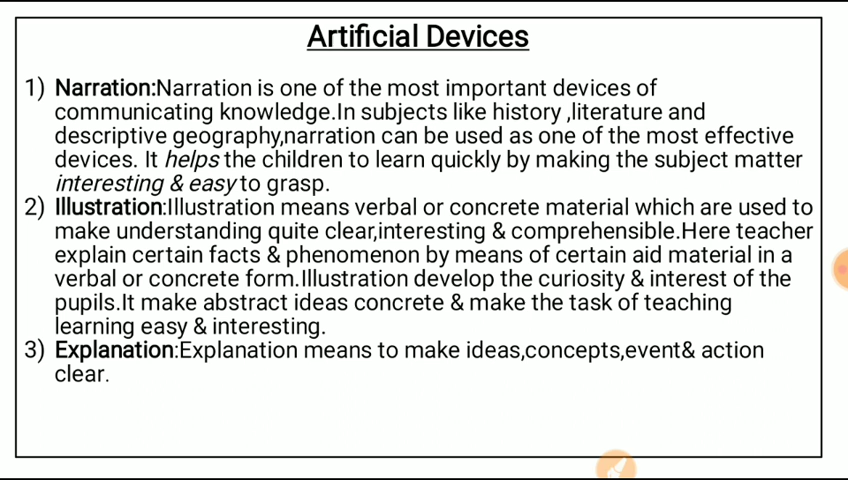 Artificial Devices
1) Narration:Narration is one of the most important devices of
communicating knowledge.In subjects like history ,literature and
descriptive geography,narration can be used as one of the most effective
devices. It helps the children to learn quickly by making the subject matter
interesting & easy to grasp.
2) Illustration:Illustration means verbal or concrete material which are used to
make understanding quite clear,interesting & comprehensible.Here teacher
explain certain facts & phenomenon by means of certain aid material in a
verbal or concrete form.Illustration develop the curiosity & interest of the
pupils.It make abstract ideas concrete & make the task of teaching
learning easy & interesting.
3) Explanation:Explanation means to make ideas,concepts,event& action
clear.